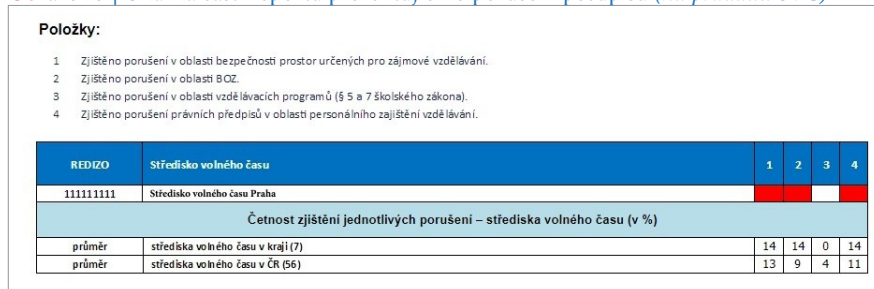 Položky:
1 Zjištěno porušení v oblasti bezpečnosti prostor určených pro zájmové vzdělávání.
2 Zjištěno porušení v oblasti BOZ.
3 Zjištěno porušení v oblasti vzdělávacích programů (§ 5 a 7 školského zákona).
4 Zjištěno porušení právních předpisů v oblasti personálního zajištění vzdělávání.
REDIZO Středisko volného času 1 2 3 4
111111111 Středisko volného času Praha
Četnost zjištění jednotlivých porušení – střediska volného času (v %)
průměr střediska volného času v kraji (7) 14 14 0 14
průměr střediska volného času v ČR (56) 13 9 4 11